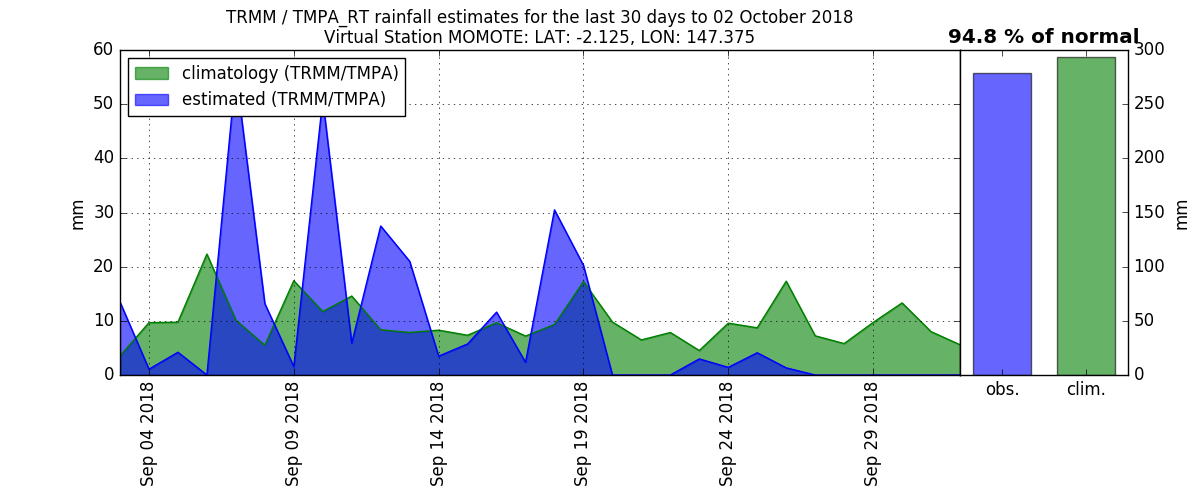 TRMM / TMPA_RT rainfall estimates for the last 30 days to 02 October 2018
Virtual Station MOMOTE: LAT: -2.125, LON: 147.375
94.8 % of normal
climatology (TRMM/TMPA)
estimated (TRMM/TMPA)
60
50
40
30
20
10
0
mm
Sep 04 2018
Sep 09 2018
Sep 14 2018
Sep 19 2018
Sep 24 2018
Sep 29 2018
obs.
clim.
300
250
200
150
100
50
0
mm